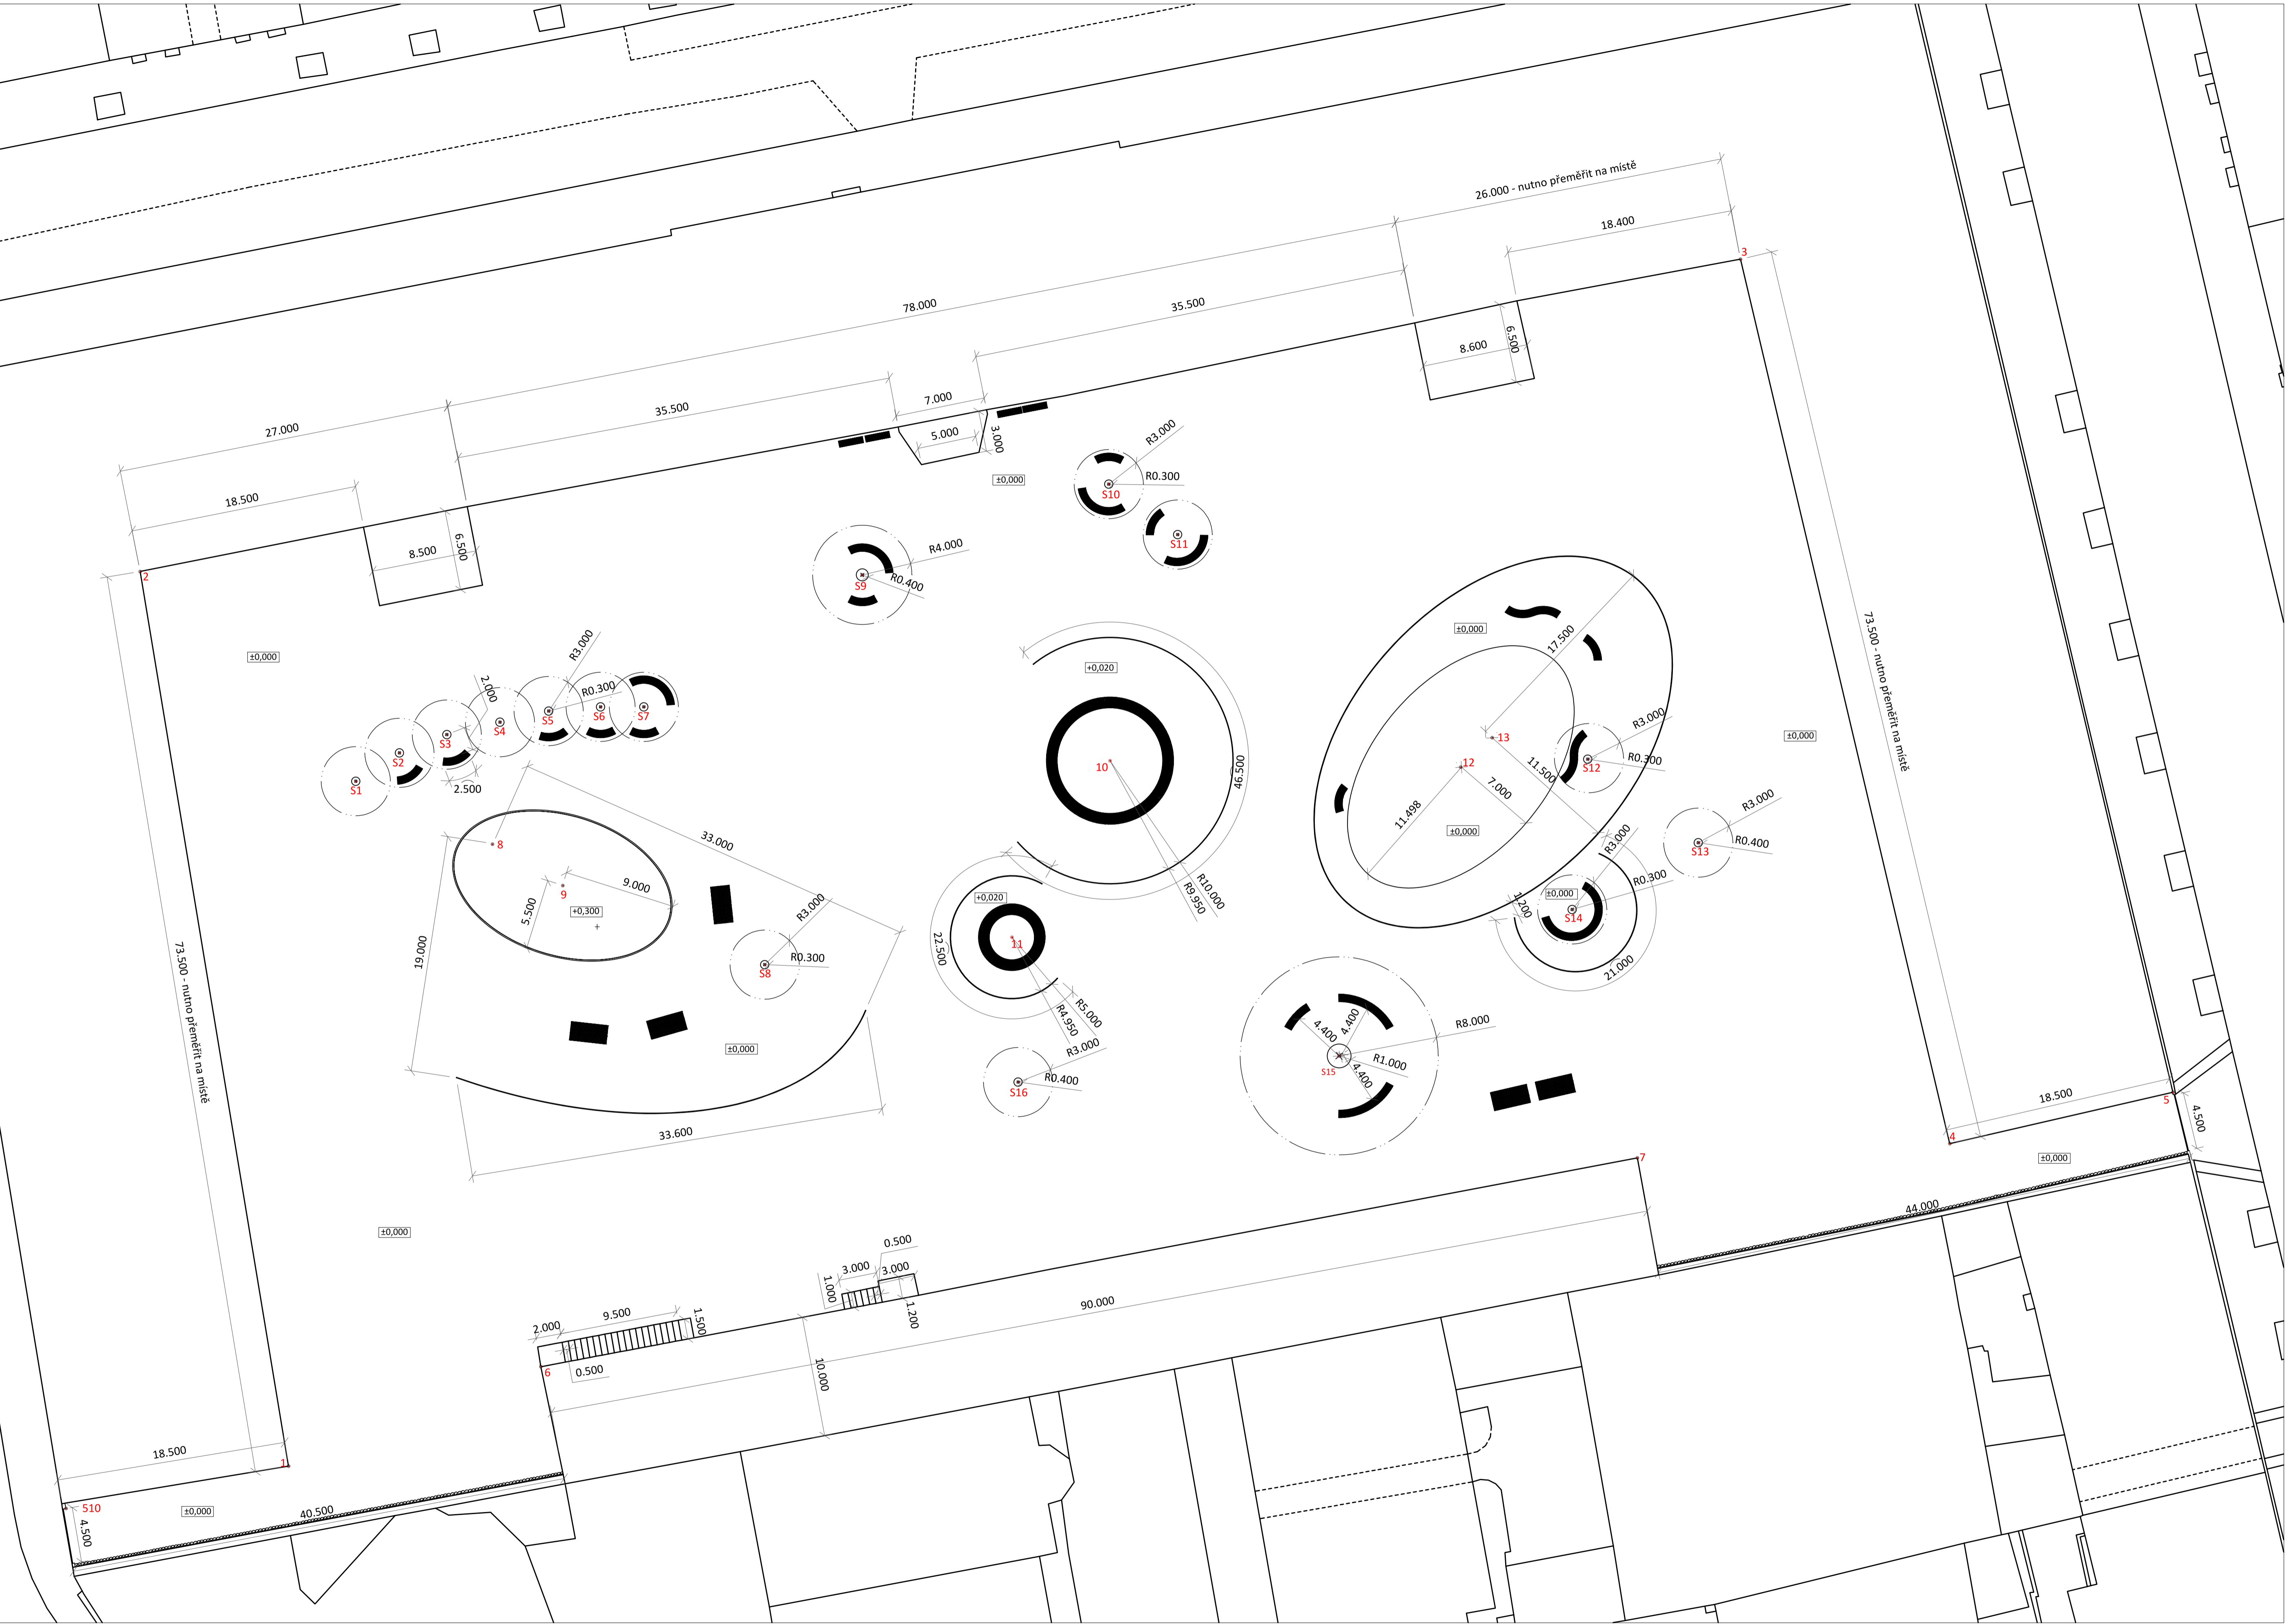 26.000 - nutno přeměřit na místě
18.400
3
78.000
35.500
8.600
6.500
27.000
35.500
7.000
5.000
3.000
18.500
8.500
6.500
2
±0,000
R3.000
R0.300
S10
S11
R4.000
R0.400
S9
±0,000
±0,000
17.500
73.500 - nutno přeměřit na místě
R3.000
R0.300
2.000
S1
S2
S3
S4
S5
S6
S7
2.500
+0,020
10
46.500
R10.000
R9.950
13
12
11.500
7.000
11.498
±0,000
R3.000
R0.300
S12
±0,000
R3.000
R0.400
S13
8
33.000
9
9.000
5.500
+0,300
19.000
R3.000
R0.300
S8
±0,000
33.600
+0,020
11
22.500
R5.000
R4.950
R3.000
R0.400
S16
R3.000
R0.300
±0,000
S14
1.200
21.000
4.400
4.400
4.400
R8.000
R1.000
S15
73.500 - nutno přeměřit na místě
18.500
5
4
4.500
±0,000
44.000
7
±0,000
0.500
3.000
3.000
1.000
1.200
9.500
2.000
1.500
0.500
6
90.000
10.000
18.500
1
510
±0,000
40.500
4.500